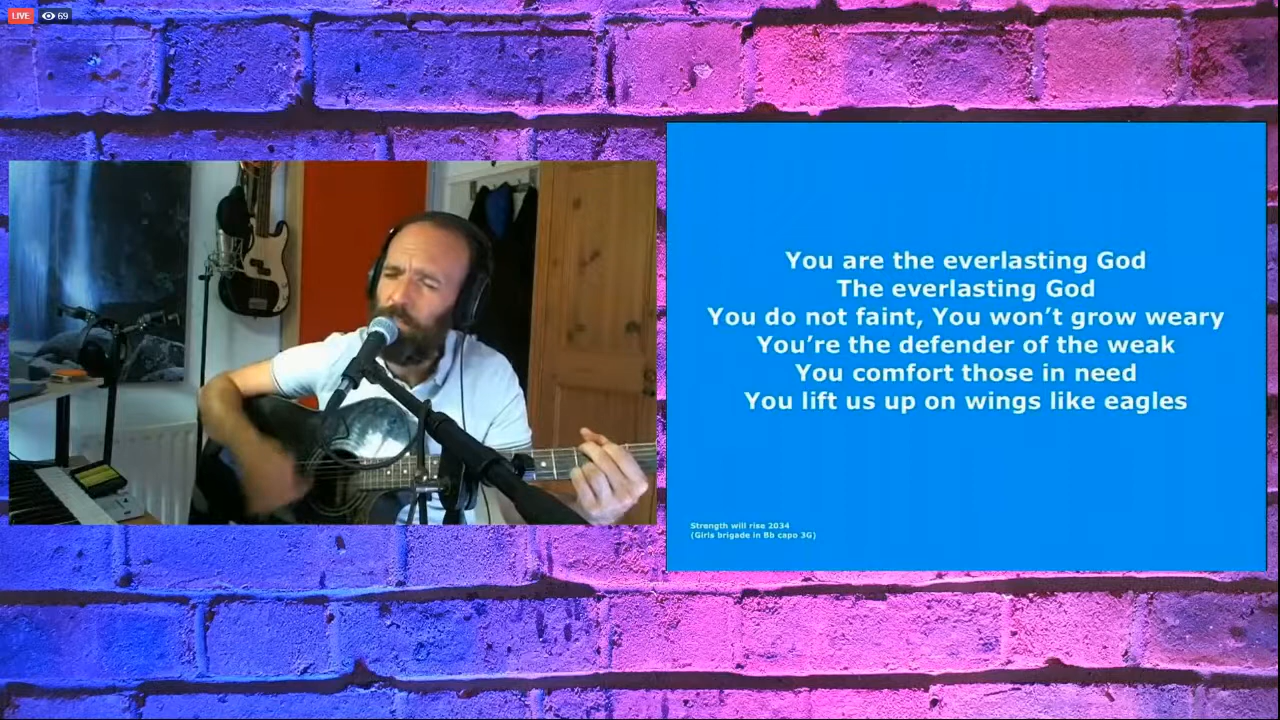 LIVE 69
You are the everlasting God
The everlasting God
You do not faint, You won’t grow weary
You’re the defender of the weak
You comfort those in need
You lift us up on wings like eagles
Strength will rise 2034
(Girls brigade in Bb capo 3G)